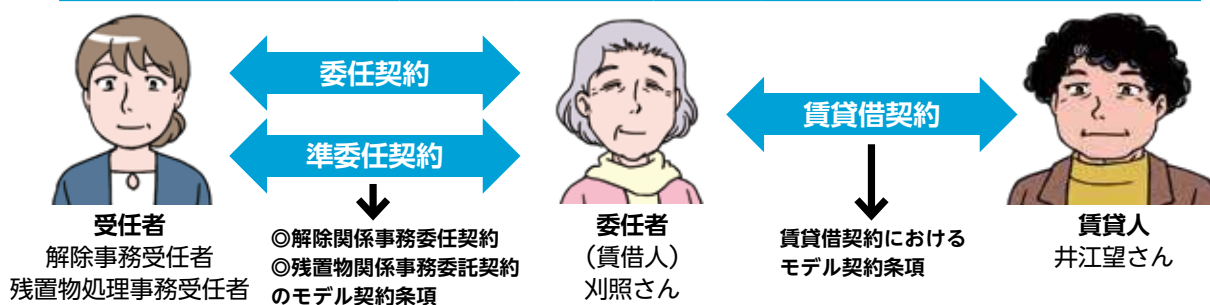 委任契約
準委任契約
賃貸借契約
受任者
解除事務受任者
残置物処理事務受任者
◎解除関係事務委任契約
◎残置物関係事務委託契約
のモデル契約条項
委任者
(賃借人)
刈照さん
賃貸借契約における
モデル契約条項
賃貸人
井江望さん